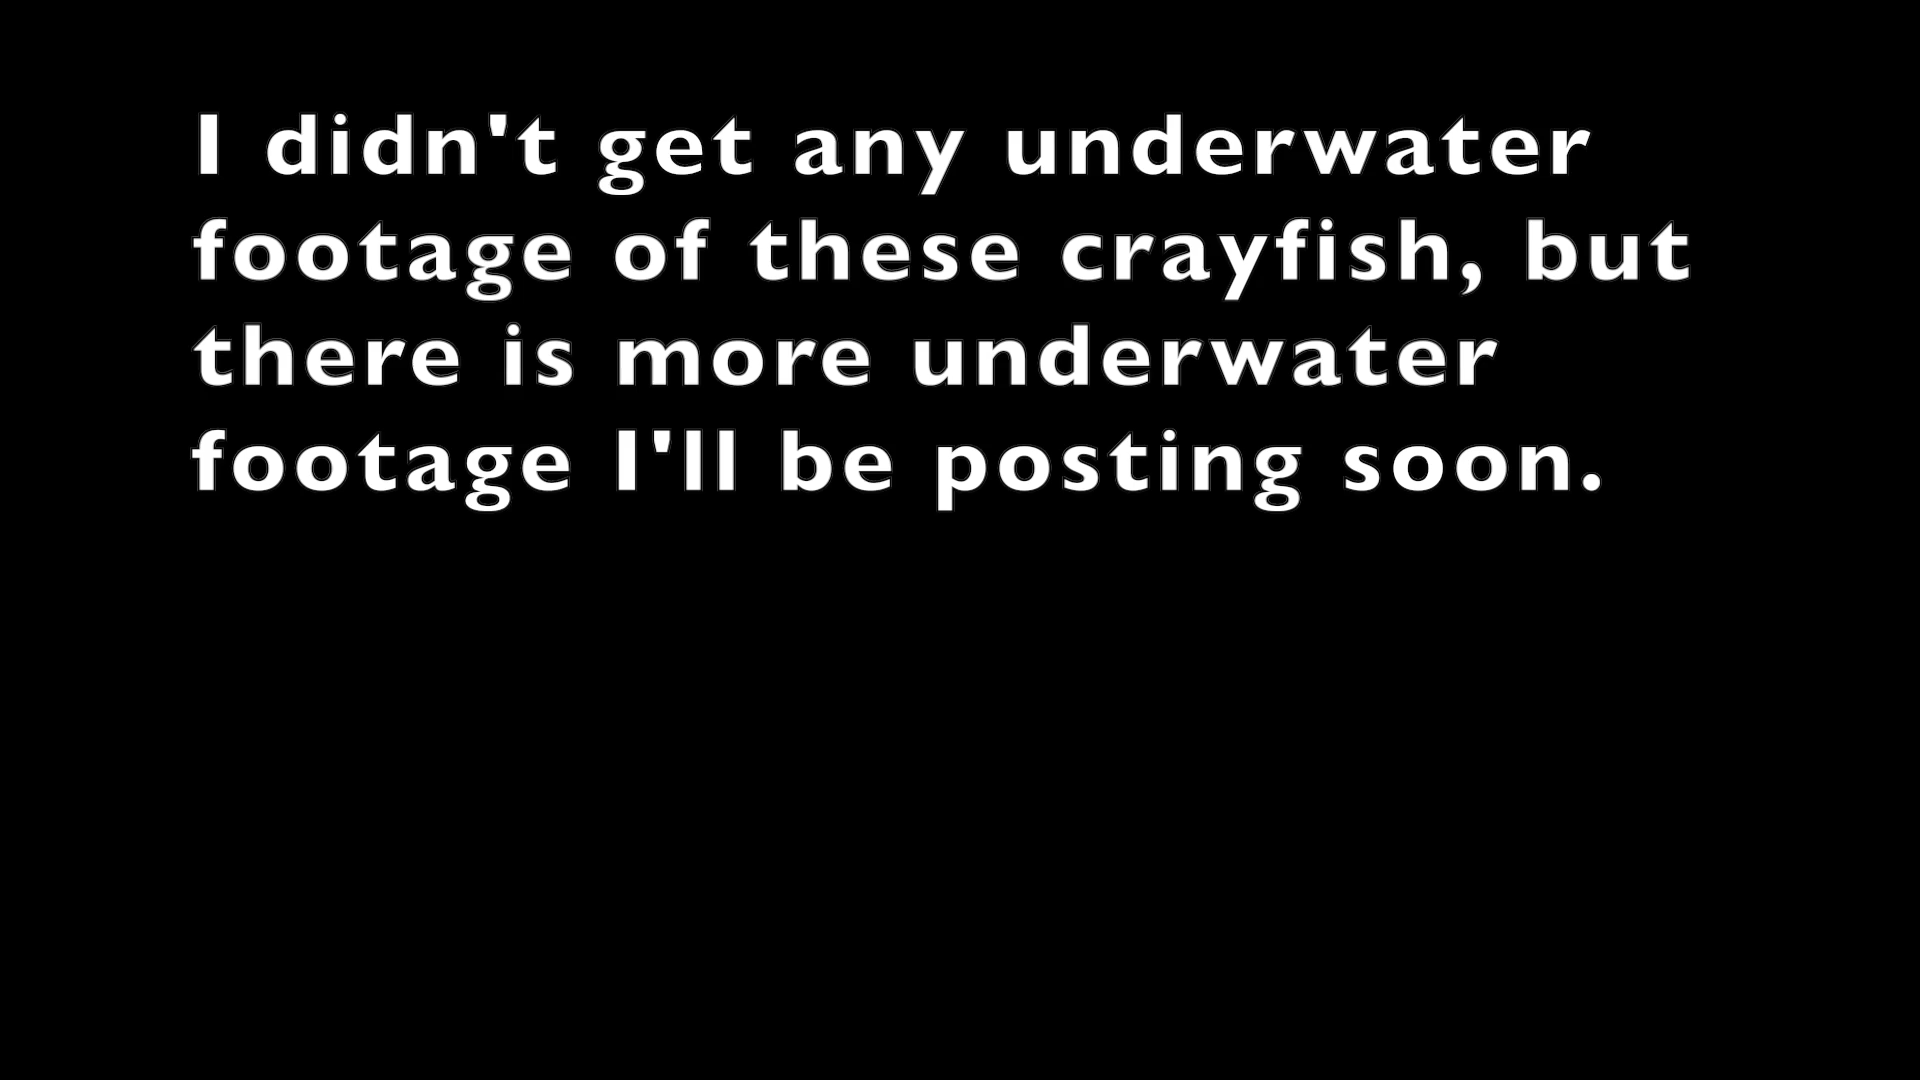 I didn't get any underwater
footage of these crayfish, but
there is more underwater
footage I'll be posting soon.